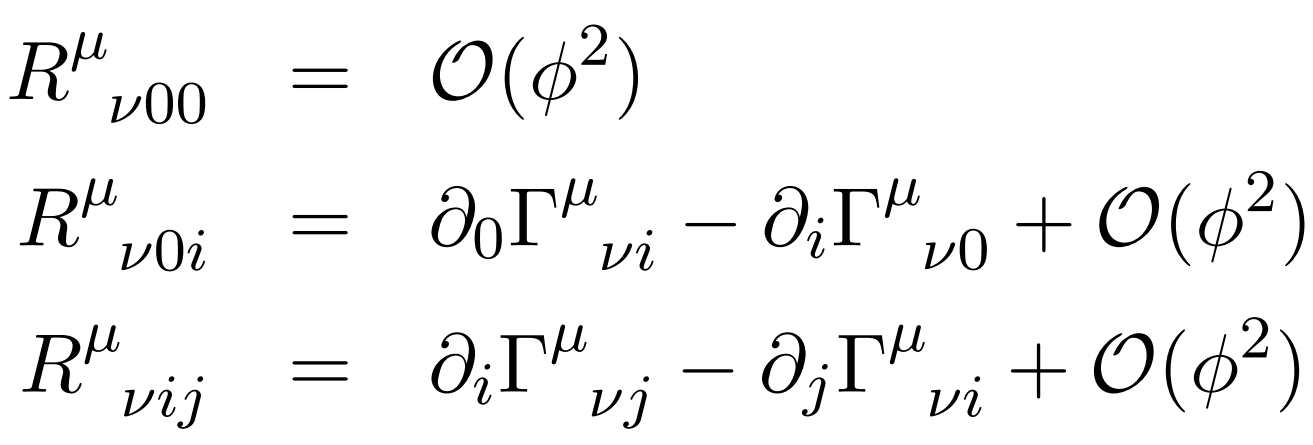 R^μ_{ν00} = 𝒪(ϕ²)
R^μ_{ν0i} = ∂₀Γ^μ_{νi} − ∂_iΓ^μ_{ν0} + 𝒪(ϕ²)
R^μ_{νij} = ∂_iΓ^μ_{νj} − ∂_jΓ^μ_{νi} + 𝒪(ϕ²)